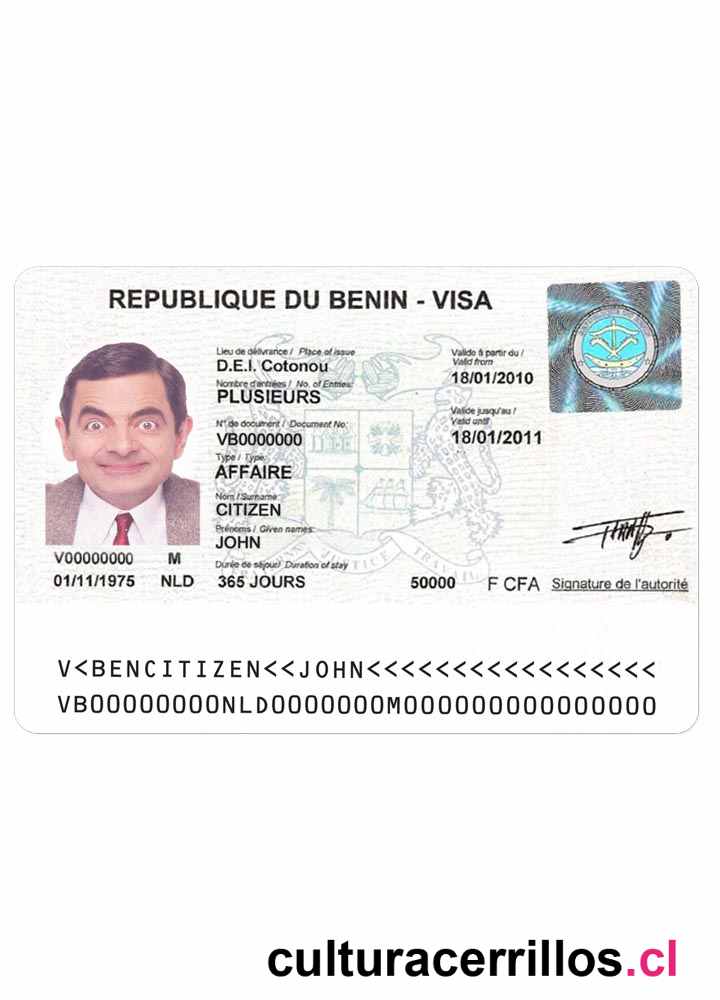 REPUBLIQUE DU BENIN - VISA
Lieu de délivrance / Place of issue
D.E.I. Cotonou
Nombre d'entrées / No. of Entries:
PLUSIEURS
N° de document / Document No:
VB0000000
Type / Type:
AFFAIRE
Nom / Surname:
CITIZEN
Prénoms / Given names:
JOHN
Durée de séjour/ Duration of stay
365 JOURS
Valide à partir du /
Valid from
18/01/2010
Valide jusqu'au /
Valid until
18/01/2011
V00000000 M
01/11/1975 NLD
50000 F CFA Signature de l'autorité
JUSTICE TRAVAIL
V<BENCITIZEN<<JOHN<<<<<<<<<<<<<<<<<
VB00000000NLD0000000M000000000000000
culturacerrillos.cl